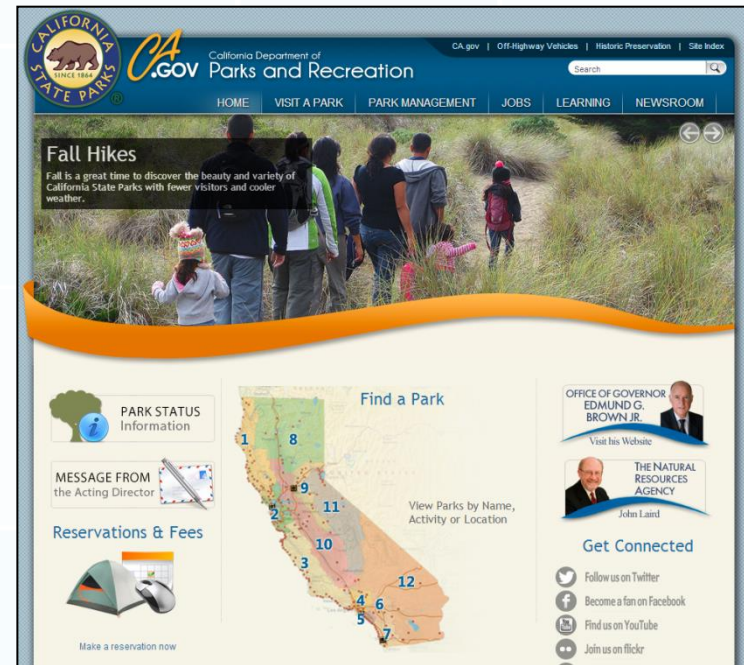 CALIFORNIA
SINCE 1864
STATE PARKS
®
CA
.GOV
California Department of
Parks and Recreation
CA.gov | Off-Highway Vehicles | Historic Preservation | Site Index
Search
HOME | VISIT A PARK | PARK MANAGEMENT | JOBS | LEARNING | NEWSROOM
Fall Hikes
Fall is a great time to discover the beauty and variety of
California State Parks with fewer visitors and cooler
weather.
PARK STATUS
Information
MESSAGE FROM
the Acting Director
Reservations & Fees
Make a reservation now
Find a Park
1
8
9
2
11
10
3
12
4
6
5
7
View Parks by Name,
Activity or Location
OFFICE OF GOVERNOR
EDMUND G.
BROWN JR.
Visit his Website
THE NATURAL
RESOURCES
AGENCY
John Laird
Get Connected
Follow us on Twitter
Become a fan on Facebook
Find us on YouTube
Join us on flickr